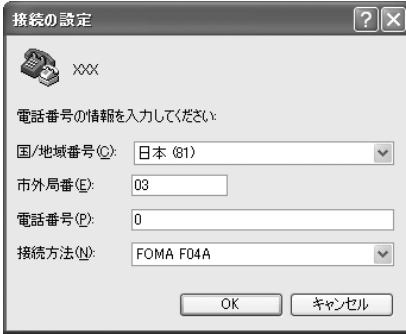 接続の設定
XXX
電話番号の情報を入力してください:
国/地域番号(C): 日本 (81)
市外局番(E): 03
電話番号(P): 0
接続方法(N): FOMA F04A
OK キャンセル